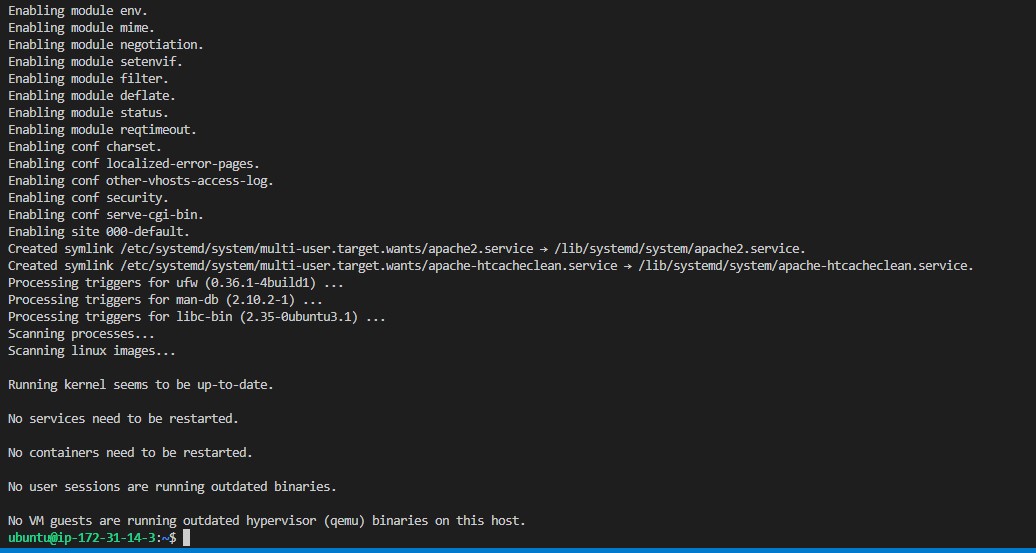 Enabling module env.
Enabling module mime.
Enabling module negotiation.
Enabling module setenvif.
Enabling module filter.
Enabling module deflate.
Enabling module status.
Enabling module reqtimeout.
Enabling conf charset.
Enabling conf localized-error-pages.
Enabling conf other-vhosts-access-log.
Enabling conf security.
Enabling conf serve-cgi-bin.
Enabling site 000-default.
Created symlink /etc/systemd/system/multi-user.target.wants/apache2.service → /lib/systemd/system/apache2.service.
Created symlink /etc/systemd/system/multi-user.target.wants/apache-htcacheclean.service → /lib/systemd/system/apache-htcacheclean.service.
Processing triggers for ufw (0.36.1-4build1) ...
Processing triggers for man-db (2.10.2-1) ...
Processing triggers for libc-bin (2.35-0ubuntu3.1) ...
Scanning processes...
Scanning linux images...
Running kernel seems to be up-to-date.
No services need to be restarted.
No containers need to be restarted.
No user sessions are running outdated binaries.
No VM guests are running outdated hypervisor (qemu) binaries on this host.
ubuntu@ip-172-31-14-3:~$